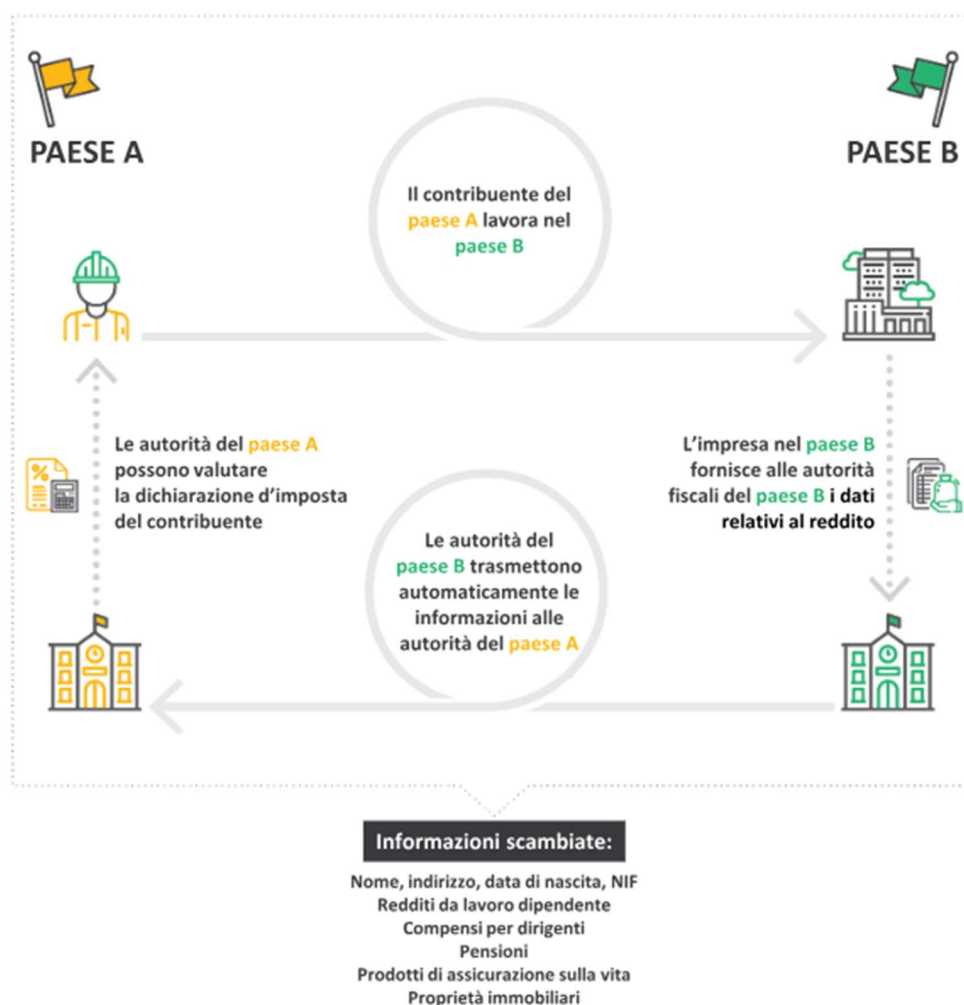 PAESE A
PAESE B
Il contribuente del
paese A lavora nel
paese B
Le autorità del paese A
possono valutare
la dichiarazione d’imposta
del contribuente
L’impresa nel paese B
fornisce alle autorità
fiscali del paese B i dati
relativi al reddito
Le autorità del
paese B trasmettono
automaticamente le
informazioni alle
autorità del paese A
Informazioni scambiate:
Nome, indirizzo, data di nascita, NIF
Redditi da lavoro dipendente
Compensi per dirigenti
Pensioni
Prodotti di assicurazione sulla vita
Proprietà immobiliari